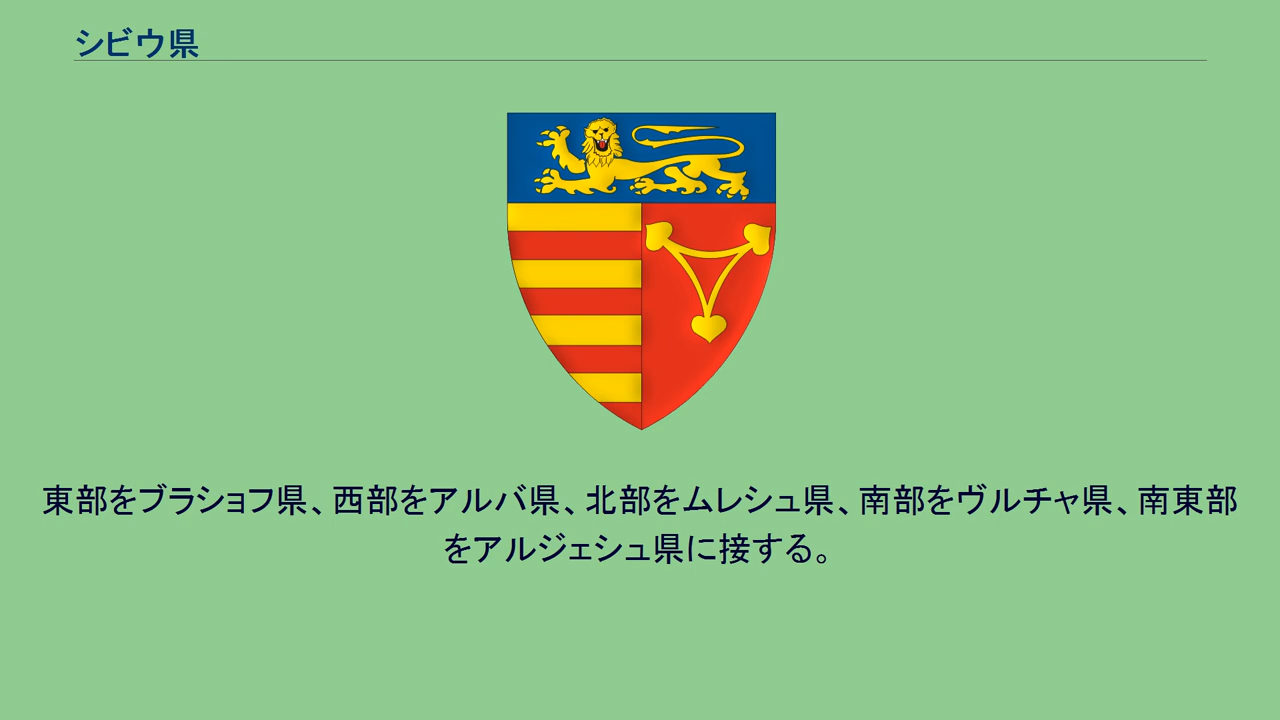 シビウ県
東部をブラショフ県、西部をアルバ県、北部をムレシュ県、南部をヴルチャ県、南東部
をアルジェシュ県に接する。